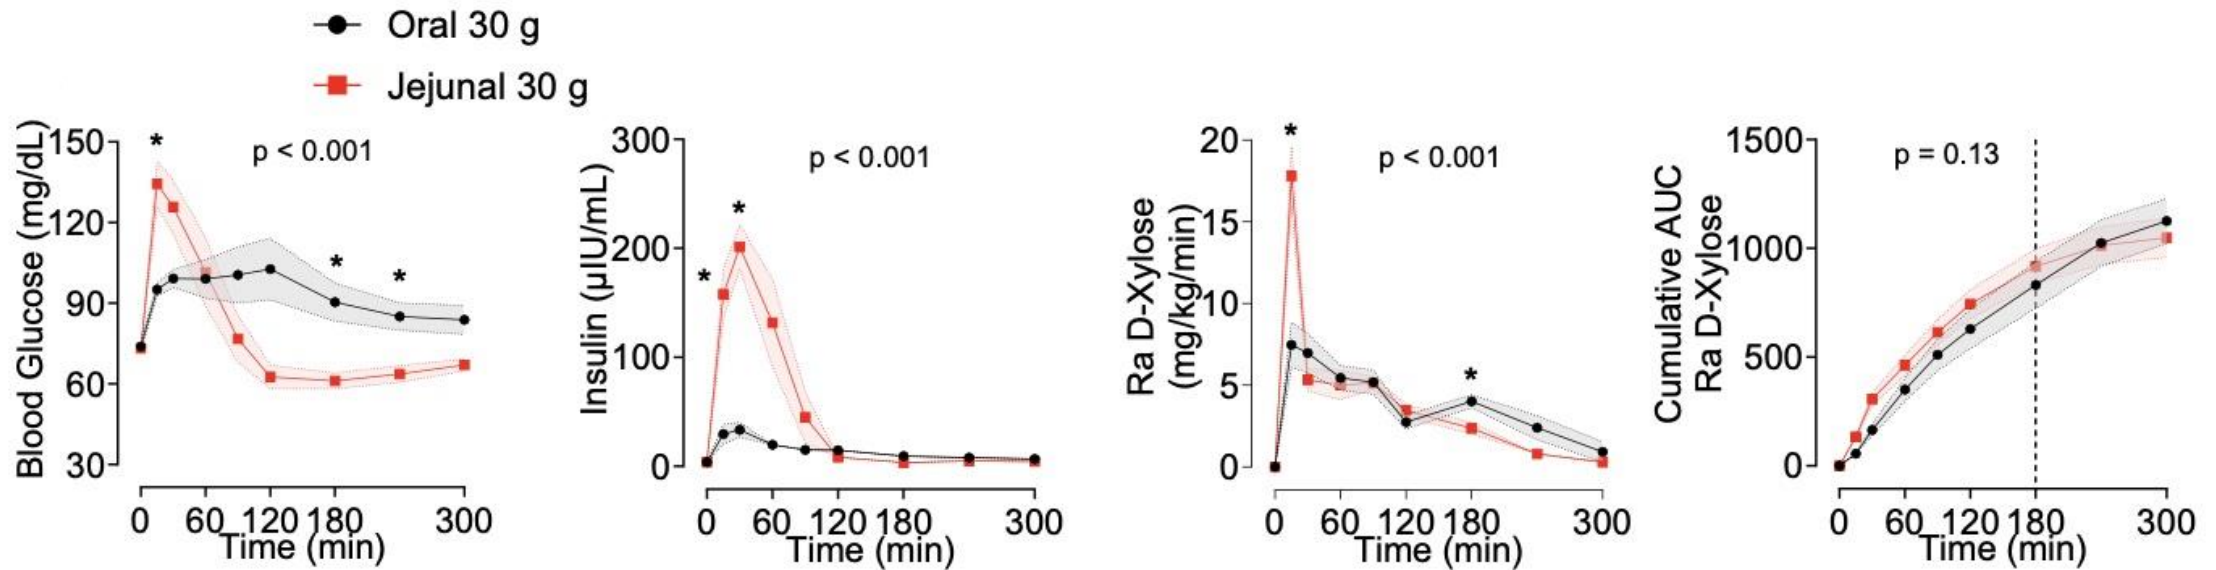 Oral 30 g
Jejunal 30 g
Blood Glucose (mg/dL)
150
120
90
60
30
*
p < 0.001
*
*
0 60 120 180 300
Time (min)
Insulin (µIU/mL)
300
200
100
0
*
*
p < 0.001
0 60 120 180 300
Time (min)
Ra D-Xylose
(mg/kg/min)
20
15
10
5
0
*
p < 0.001
*
0 60 120 180 300
Time (min)
Cumulative AUC
Ra D-Xylose
1500
1000
500
0
p = 0.13
0 60 120 180 300
Time (min)